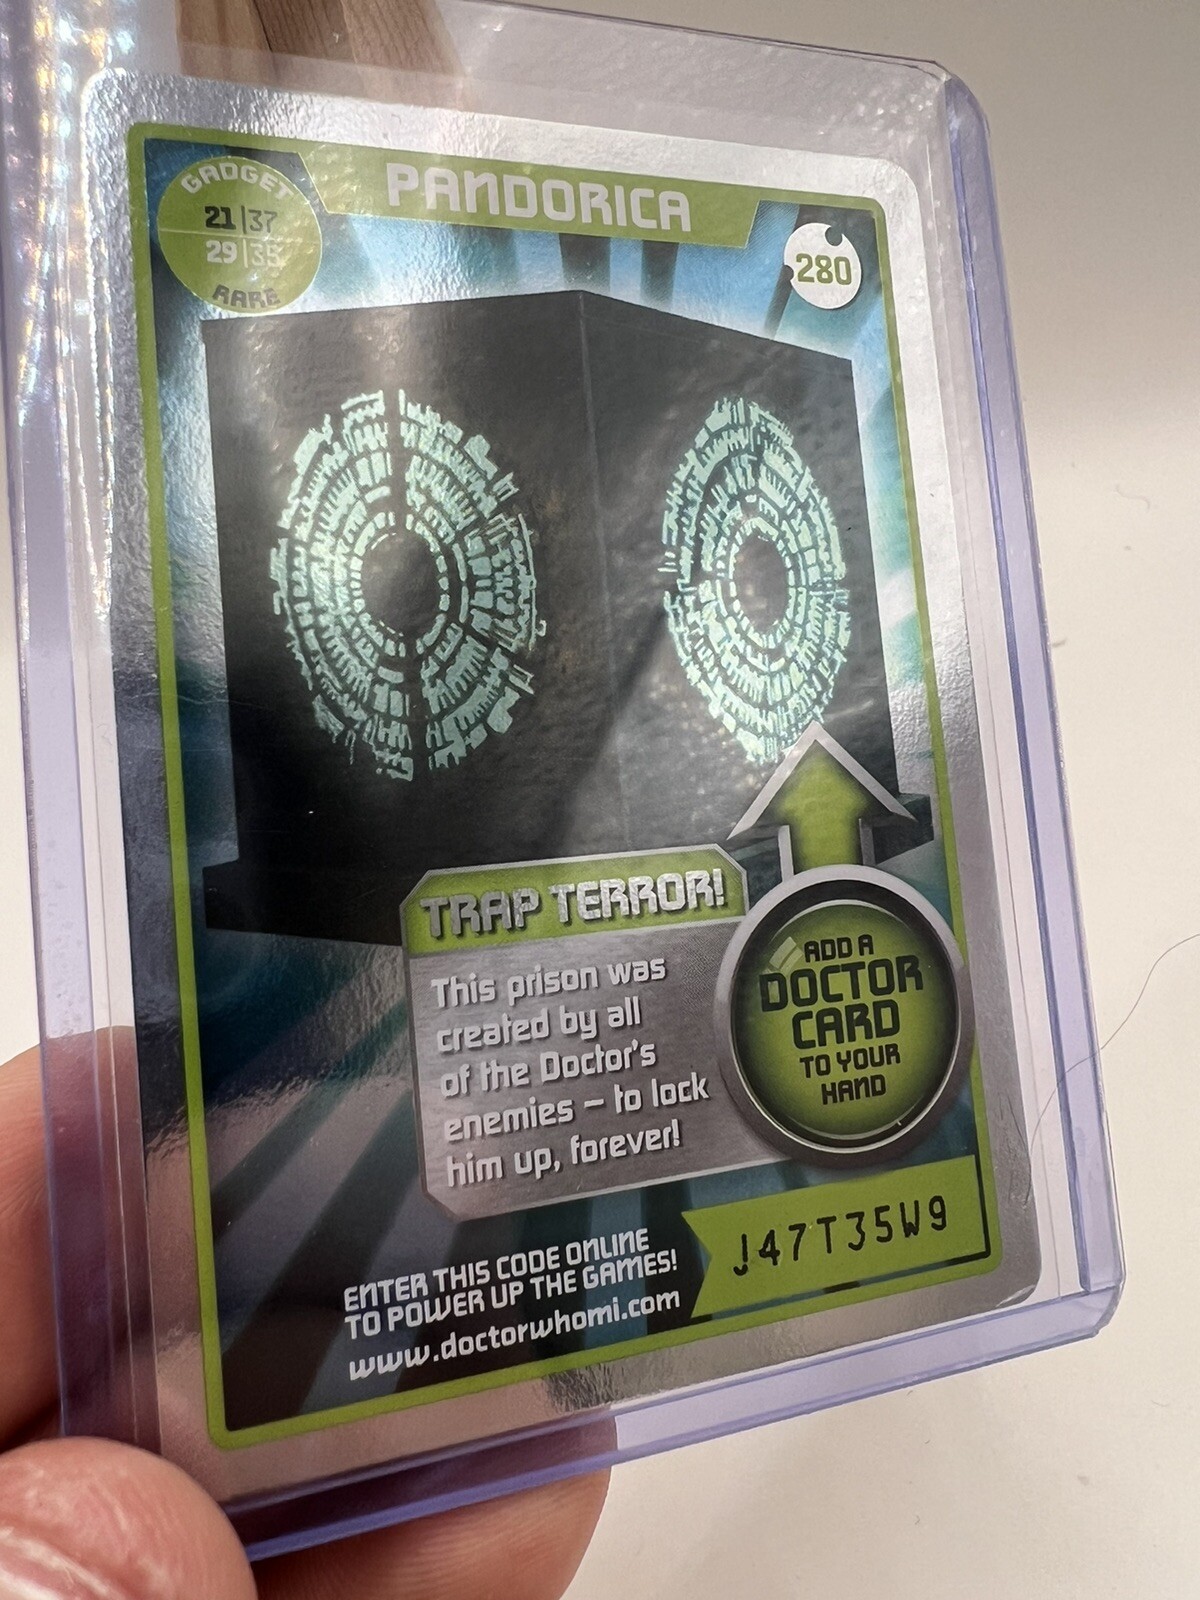 PANDORICA
GADGET
21|37
29|35
RARE
280
TRAP TERROR!
This prison was
created by all
of the Doctor's
enemies – to lock
him up, forever!
ADD A
DOCTOR
CARD
TO YOUR
HAND
ENTER THIS CODE ONLINE
TO POWER UP THE GAMES!
www.doctorwhomi.com
J47T35W9